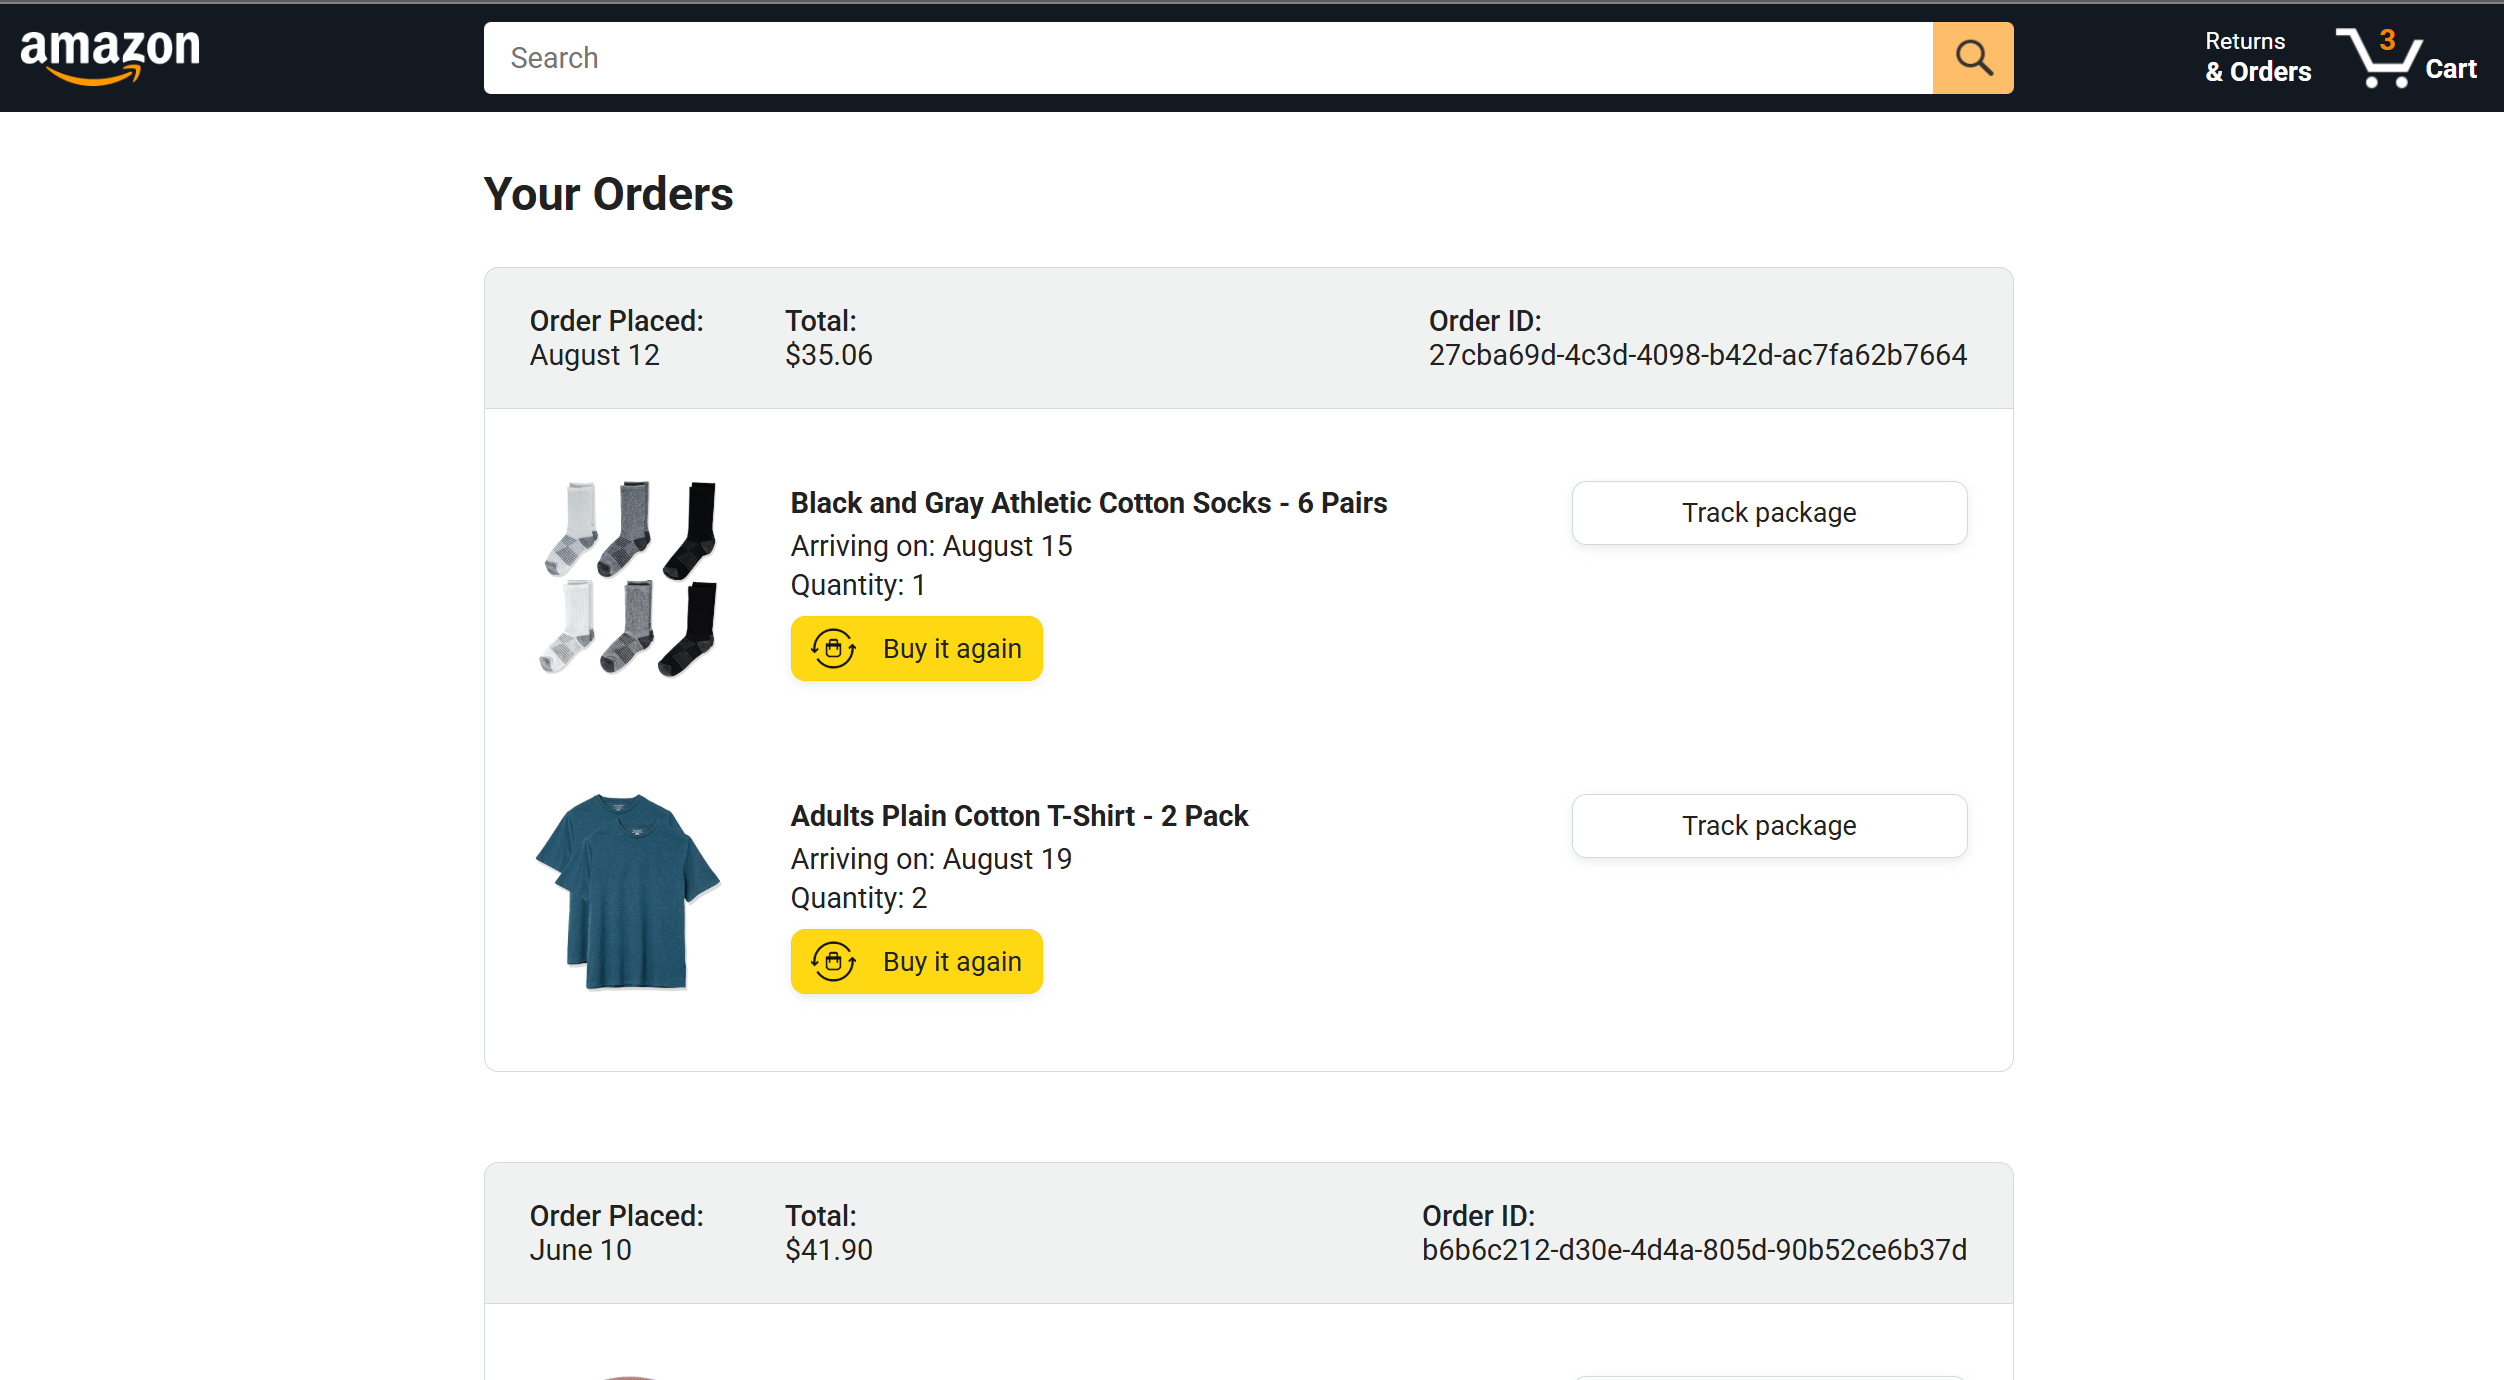 amazon
Search
Returns
& Orders
3
Cart
Your Orders
Order Placed:
August 12
Total:
$35.06
Order ID:
27cba69d-4c3d-4098-b42d-ac7fa62b7664
Black and Gray Athletic Cotton Socks - 6 Pairs
Arriving on: August 15
Quantity: 1
Buy it again
Track package
Adults Plain Cotton T-Shirt - 2 Pack
Arriving on: August 19
Quantity: 2
Buy it again
Track package
Order Placed:
June 10
Total:
$41.90
Order ID:
b6b6c212-d30e-4d4a-805d-90b52ce6b37d